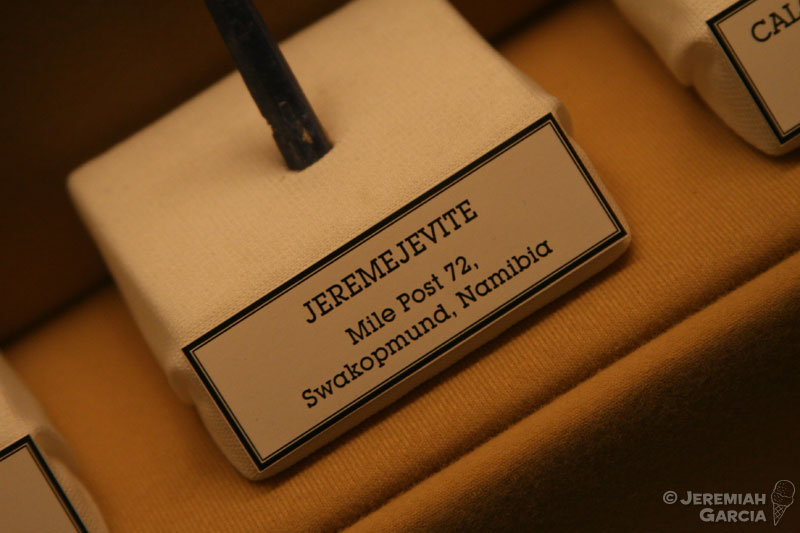 JEREMEJEVITE
Mile Post 72,
Swakopmund, Namibia
© JEREMIAH
GARCIA